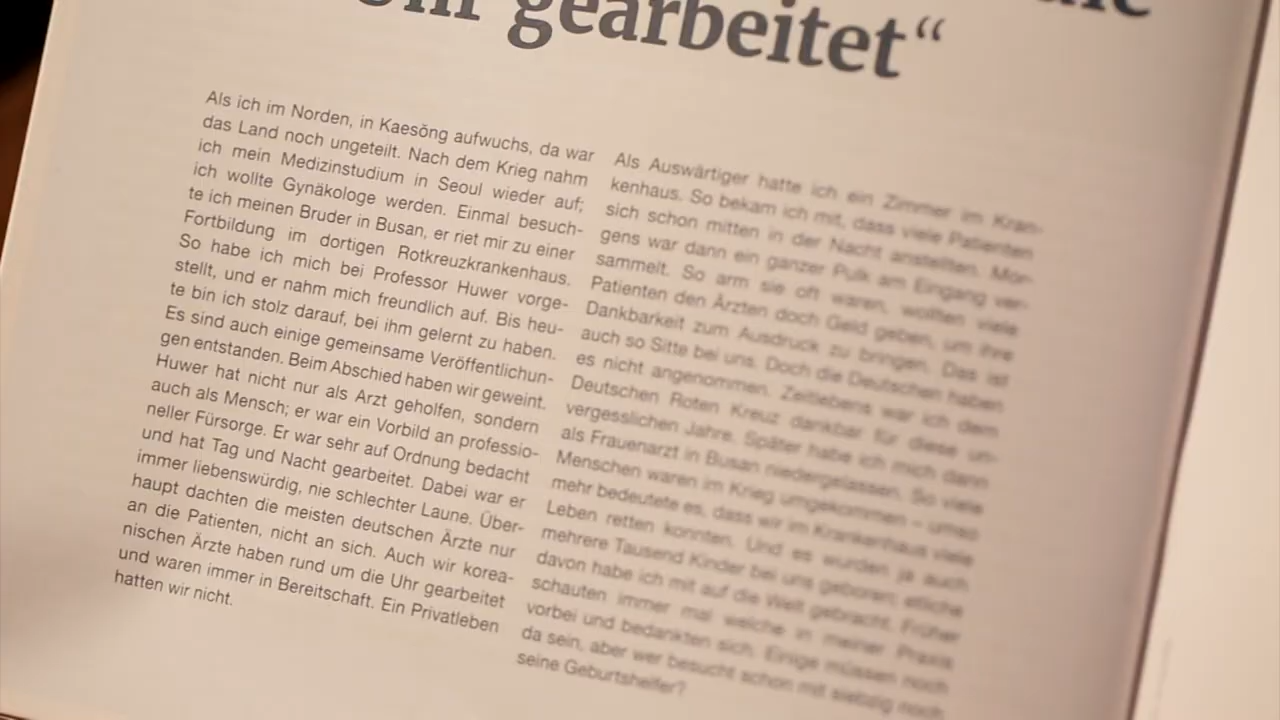 gearbeitet“
Als ich im Norden, in Kaesŏng aufwuchs, da war
das Land noch ungeteilt. Nach dem Krieg nahm
ich mein Medizinstudium in Seoul wieder auf;
ich wollte Gynäkologe werden. Einmal besuch-
te ich meinen Bruder in Busan, er riet mir zu einer
Fortbildung im dortigen Rotkreuzkrankenhaus.
So habe ich mich bei Professor Huwer vorge-
stellt, und er nahm mich freundlich auf. Bis heu-
te bin ich stolz darauf, bei ihm gelernt zu haben.
Es sind auch einige gemeinsame Veröffentlichun-
gen entstanden. Beim Abschied haben wir geweint.
Huwer hat nicht nur als Arzt geholfen, sondern
auch als Mensch; er war ein Vorbild an professio-
neller Fürsorge. Er war sehr auf Ordnung bedacht
und hat Tag und Nacht gearbeitet. Dabei war er
immer liebenswürdig, nie schlechter Laune. Über-
haupt dachten die meisten deutschen Ärzte nur
an die Patienten, nicht an sich. Auch wir korea-
nischen Ärzte haben rund um die Uhr gearbeitet
und waren immer in Bereitschaft. Ein Privatleben
hatten wir nicht.
Als Auswärtiger hatte ich ein Zimmer im Kran-
kenhaus. So bekam ich mit, dass viele Patienten
sich schon mitten in der Nacht anstellten. Mor-
gens war dann ein ganzer Pulk am Eingang ver-
sammelt. So arm sie oft waren, wollten viele
Patienten den Ärzten doch Geld geben, um ihre
Dankbarkeit zum Ausdruck zu bringen. Das ist
auch so Sitte bei uns. Doch die Deutschen haben
es nicht angenommen. Zeitlebens war ich dem
Deutschen Roten Kreuz dankbar für diese un-
vergesslichen Jahre. Später habe ich mich dann
als Frauenarzt in Busan niedergelassen. So viele
Menschen waren im Krieg umgekommen – umso
mehr bedeutete es, dass wir im Krankenhaus viele
Leben retten konnten. Und es wurden ja auch
mehrere Tausend Kinder bei uns geboren; etliche
davon habe ich mit auf die Welt gebracht. Früher
schauten immer mal welche in meiner Praxis
vorbei und bedankten sich. Einige müssen noch
da sein, aber wer besucht schon mit siebzig noch
seine Geburtshelfer?